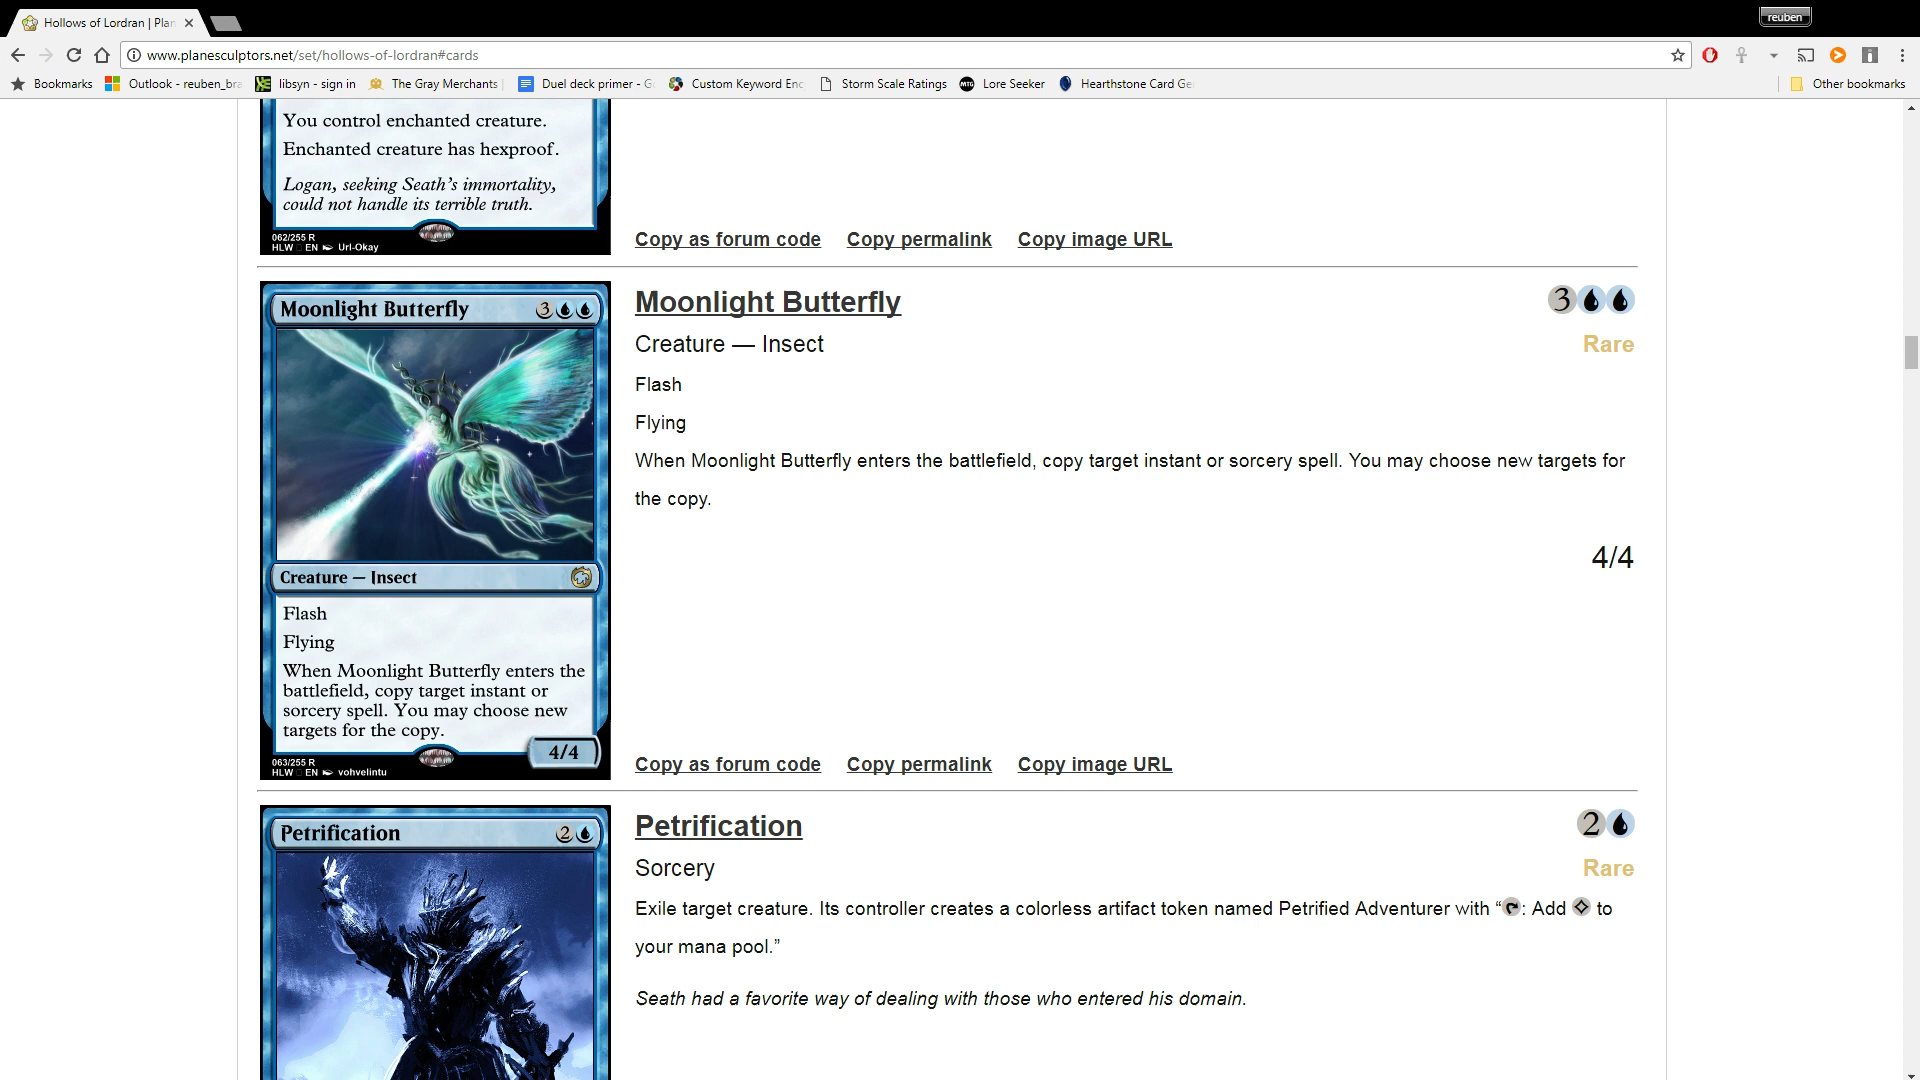 Hollows of Lordran | Plan
reuben
www.planesculptors.net/set/hollows-of-lordran#cards
Bookmarks
Outlook - reuben_bra
libsyn - sign in
The Gray Merchants
Duel deck primer - G
Custom Keyword Enc
Storm Scale Ratings
Lore Seeker
Hearthstone Card Ge
Other bookmarks
You control enchanted creature.
Enchanted creature has hexproof.
Logan, seeking Seath's immortality,
could not handle its terrible truth.
062/255 R
HLW EN Url-Okay
Copy as forum code Copy permalink Copy image URL
Moonlight Butterfly 3
Creature — Insect
Flash
Flying
When Moonlight Butterfly enters the
battlefield, copy target instant or
sorcery spell. You may choose new
targets for the copy.
4/4
063/255 R
HLW EN vohvelintu
Moonlight Butterfly 3
Creature — Insect Rare
Flash
Flying
When Moonlight Butterfly enters the battlefield, copy target instant or sorcery spell. You may choose new targets for
the copy.
4/4
Copy as forum code Copy permalink Copy image URL
Petrification 2
Petrification 2
Sorcery Rare
Exile target creature. Its controller creates a colorless artifact token named Petrified Adventurer with “: Add to
your mana pool.”
Seath had a favorite way of dealing with those who entered his domain.